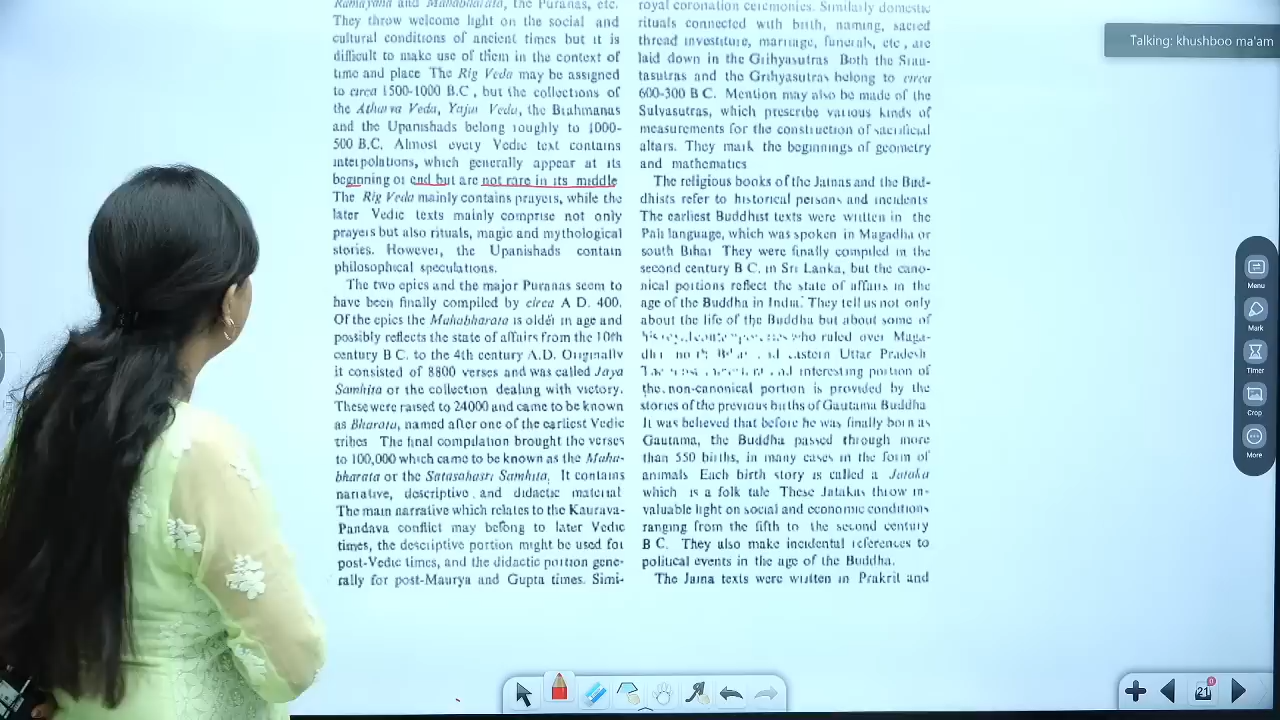 Ramayana and Mahabharata, the Puranas, etc.
They throw welcome light on the social and
cultural conditions of ancient times but it is
difficult to make use of them in the context of
time and place The Rig Veda may be assigned
to circa 1500-1000 B.C, but the collections of
the Atharva Veda, Yajur Veda, the Brahmanas
and the Upanishads belong roughly to 1000-
500 B.C. Almost every Vedic text contains
interpolations, which generally appear at its
beginning or end but are not rare in its middle
The Rig Veda mainly contains prayers, while the
later Vedic texts mainly comprise not only
prayers but also rituals, magic and mythological
stories. However, the Upanishads contain
philosophical speculations.
The two epics and the major Puranas seem to
have been finally compiled by circa A D. 400.
Of the epics the Mahabharata is older in age and
possibly reflects the state of affairs from the 10th
century B C. to the 4th century A.D. Originally
it consisted of 8800 verses and was called Jaya
Samhita or the collection dealing with victory.
These were raised to 24000 and came to be known
as Bharata, named after one of the earliest Vedic
tribes The final compilation brought the verses
to 100,000 which came to be known as the Maha-
bharata or the Satasahasri Samhita, It contains
narrative, descriptive and didactic material
The main narrative which relates to the Kaurava-
Pandava conflict may belong to later Vedic
times, the descriptive portion might be used for
post-Vedic times, and the didactic portion gene-
rally for post-Maurya and Gupta times. Simi-
royal coronation ceremonies. Similarly domestic
rituals connected with birth, naming, sacred
thread investiture, marriage, funerals, etc, are
laid down in the Grihyasutras Both the Srau-
tasutras and the Grihyasutras belong to circa
600-300 B C. Mention may also be made of the
Sulvasutras, which prescribe various kinds of
measurements for the construction of sacrificial
altars. They mark the beginnings of geometry
and mathematics
The religious books of the Jainas and the Bud-
dhists refer to historical persons and incidents
The earliest Buddhist texts were written in the
Pali language, which was spoken in Magadha or
south Bihar They were finally compiled in the
second century B C. in Sri Lanka, but the cano-
nical portions reflect the state of affairs in the
age of the Buddha in India. They tell us not only
about the life of the Buddha but about some of
his who ruled over Maga-
eastern Uttar Pradesh
and interesting portion of
the non-canonical portion is provided by the
stories of the previous births of Gautama Buddha
It was believed that before he was finally born as
Gautama, the Buddha passed through more
than 550 births, in many cases in the form of
animals Each birth story is called a Jataka
which is a folk tale These Jatakas throw in-
valuable light on social and economic conditions
ranging from the fifth to the second century
B C. They also make incidental references to
political events in the age of the Buddha.
The Jaina texts were written in Prakrit and
Talking: khushboo ma'am
Menu
Mark
Timer
Crop
More
21
0